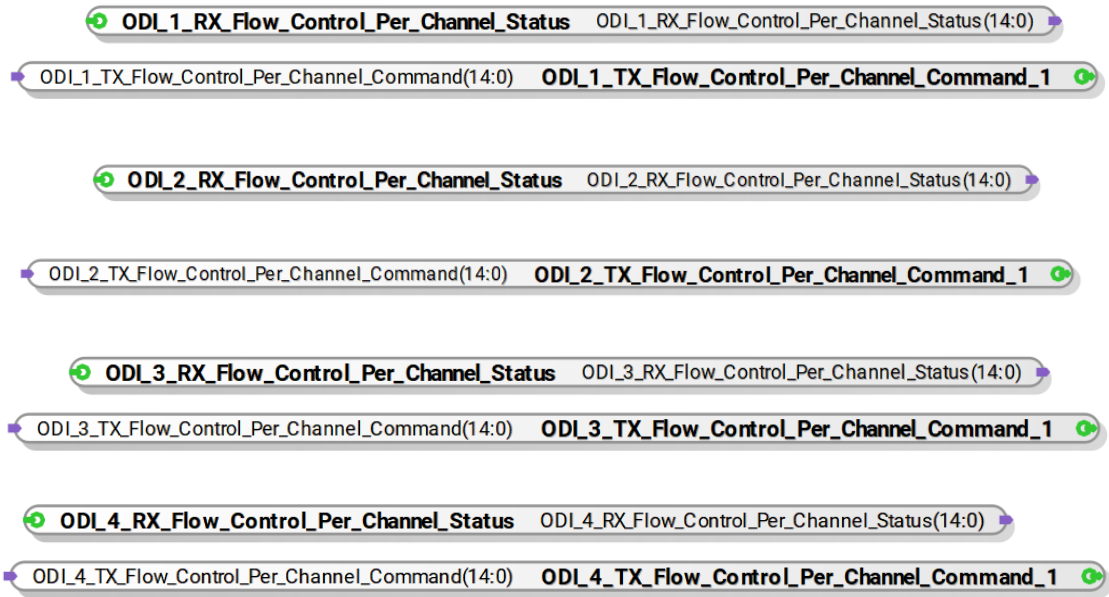 ODI_1_RX_Flow_Control_Per_Channel_Status ODI_1_RX_Flow_Control_Per_Channel_Status(14:0)
ODI_1_TX_Flow_Control_Per_Channel_Command(14:0) ODI_1_TX_Flow_Control_Per_Channel_Command_1
ODI_2_RX_Flow_Control_Per_Channel_Status ODI_2_RX_Flow_Control_Per_Channel_Status(14:0)
ODI_2_TX_Flow_Control_Per_Channel_Command(14:0) ODI_2_TX_Flow_Control_Per_Channel_Command_1
ODI_3_RX_Flow_Control_Per_Channel_Status ODI_3_RX_Flow_Control_Per_Channel_Status(14:0)
ODI_3_TX_Flow_Control_Per_Channel_Command(14:0) ODI_3_TX_Flow_Control_Per_Channel_Command_1
ODI_4_RX_Flow_Control_Per_Channel_Status ODI_4_RX_Flow_Control_Per_Channel_Status(14:0)
ODI_4_TX_Flow_Control_Per_Channel_Command(14:0) ODI_4_TX_Flow_Control_Per_Channel_Command_1